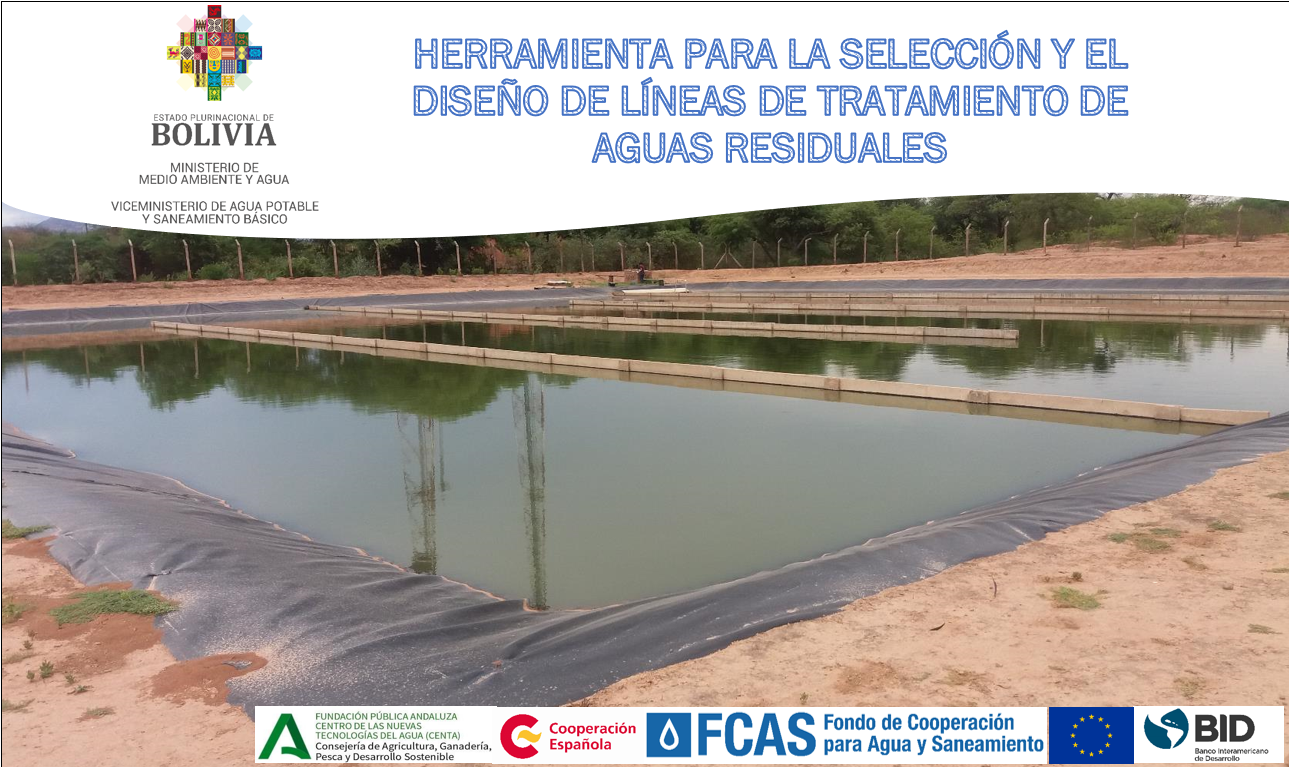 ESTADO PLURINACIONAL DE
BOLIVIA
MINISTERIO DE
MEDIO AMBIENTE Y AGUA
VICEMINISTERIO DE AGUA POTABLE
Y SANEAMIENTO BÁSICO
HERRAMIENTA PARA LA SELECCIÓN Y EL
DISEÑO DE LÍNEAS DE TRATAMIENTO DE
AGUAS RESIDUALES
FUNDACIÓN PÚBLICA ANDALUZA
CENTRO DE LAS NUEVAS
TECNOLOGÍAS DEL AGUA (CENTA)
Consejería de Agricultura, Ganadería,
Pesca y Desarrollo Sostenible
Cooperación
Española
FCAS
Fondo de Cooperación
para Agua y Saneamiento
BID
Banco Interamericano
de Desarrollo